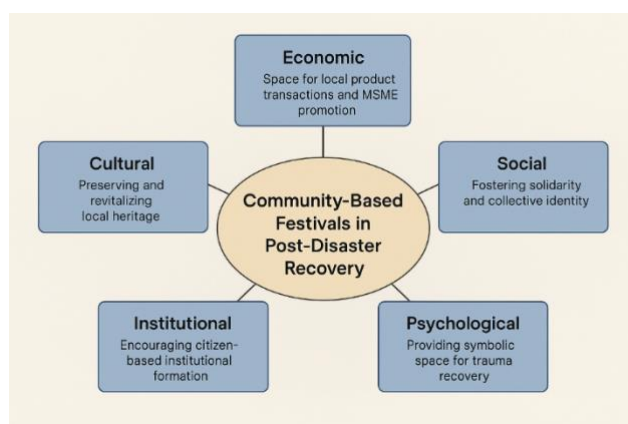 Economic
Space for local product
transactions and MSME
promotion
Cultural
Preserving and
revitalizing
local heritage
Social
Fostering solidarity
and collective identity
Community-Based
Festivals in
Post-Disaster
Recovery
Institutional
Encouraging citizen-
based institutional
formation
Psychological
Providing symbolic
space for trauma
recovery